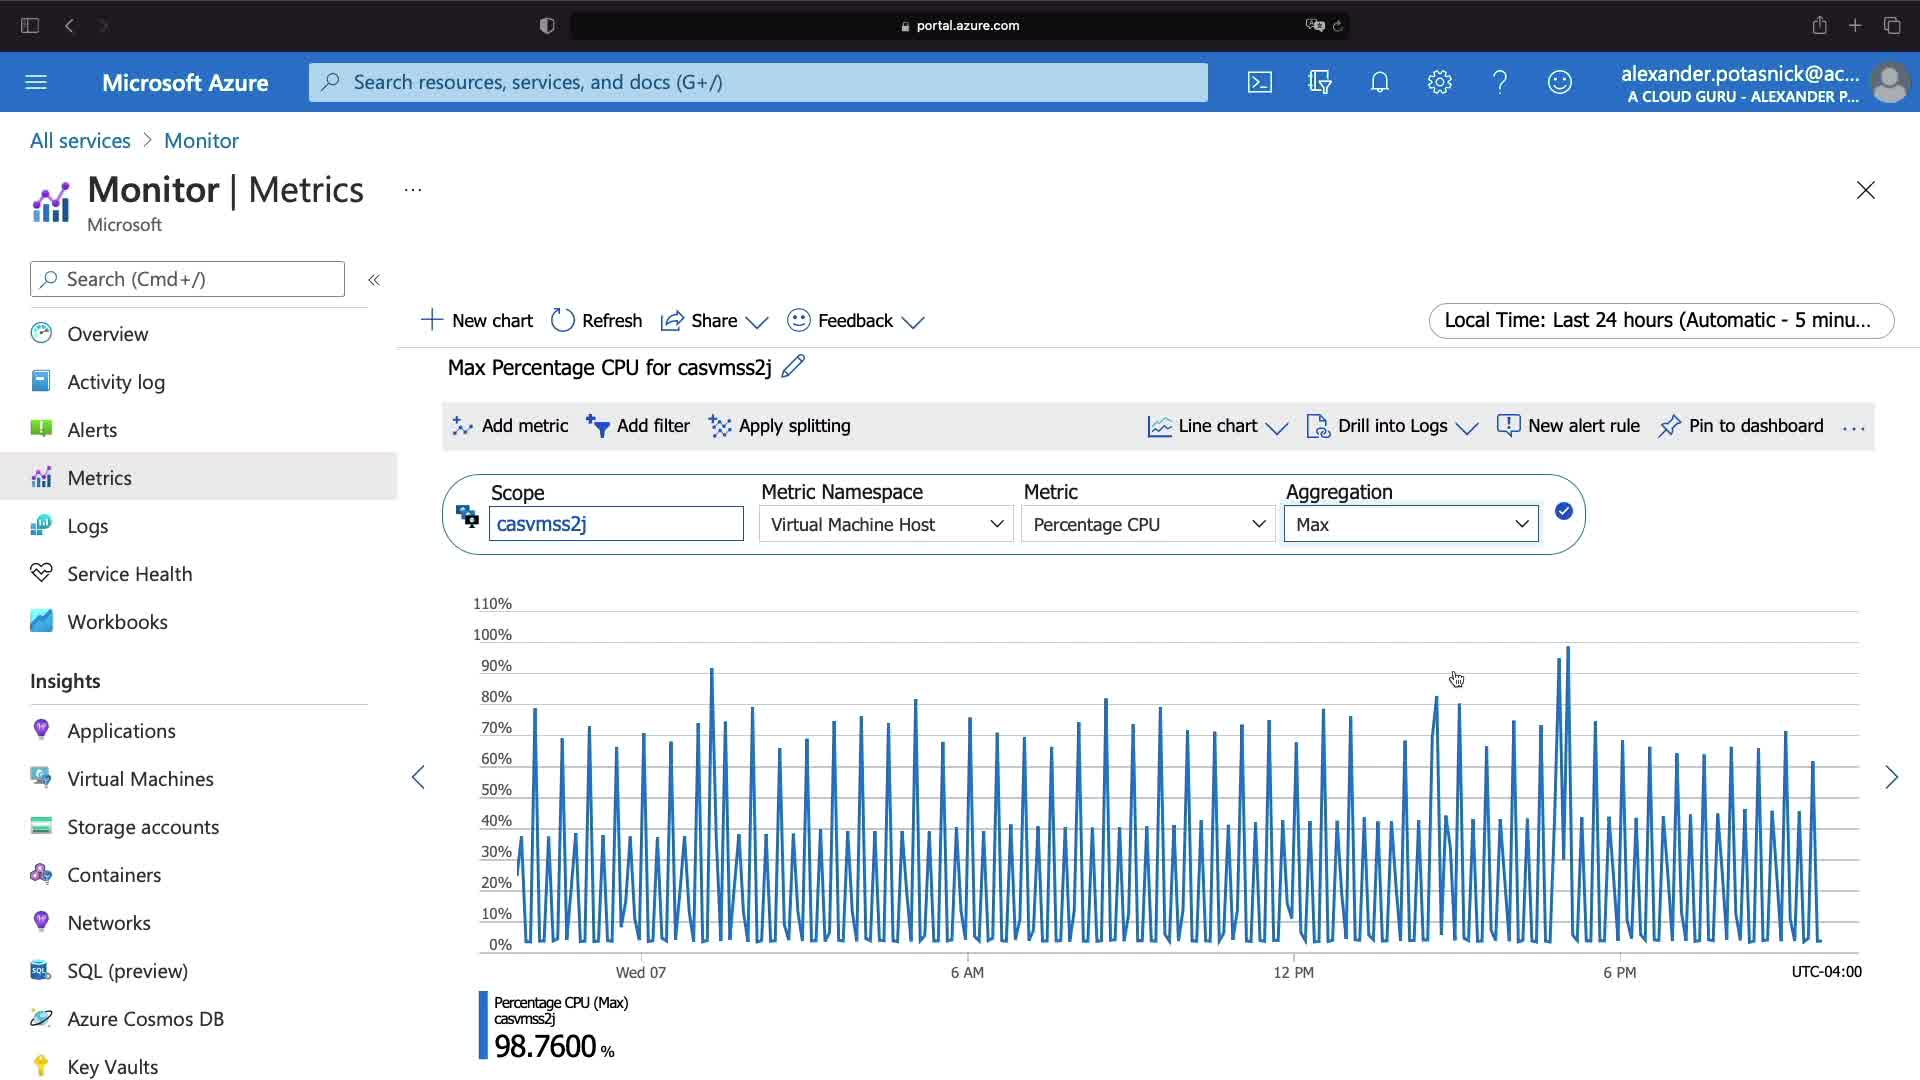 portal.azure.com
Microsoft Azure
Search resources, services, and docs (G+/)
alexander.potasnick@ac...
A CLOUD GURU - ALEXANDER P...
All services > Monitor
Monitor | Metrics ...
Microsoft
Search (Cmd+/)
«
Overview
Activity log
Alerts
Metrics
Logs
Service Health
Workbooks
Insights
Applications
Virtual Machines
Storage accounts
Containers
Networks
SQL (preview)
Azure Cosmos DB
Key Vaults
New chart Refresh Share Feedback
Local Time: Last 24 hours (Automatic - 5 minu...
Max Percentage CPU for casvmss2j
Add metric Add filter Apply splitting Line chart Drill into Logs New alert rule Pin to dashboard ...
Scope Metric Namespace Metric Aggregation
casvmss2j Virtual Machine Host Percentage CPU Max
110%
100%
90%
80%
70%
60%
50%
40%
30%
20%
10%
0%
Wed 07 6 AM 12 PM 6 PM UTC-04:00
Percentage CPU (Max)
casvmss2j
98.7600 %